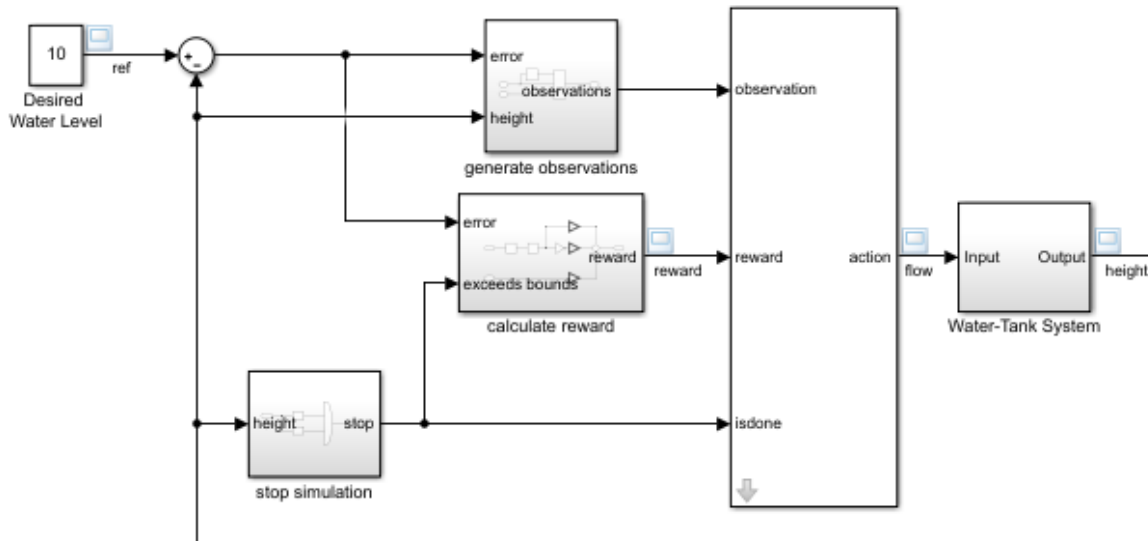 10
ref
Desired
Water Level
+
-
error
observations
height
generate observations
error
reward
exceeds bounds
calculate reward
reward
height
stop
stop simulation
observation
reward
action
isdone
flow
Input
Output
Water-Tank System
height